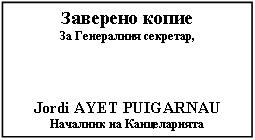 Заверено копие
За Генералния секретар,
Jordi AYET PUIGARNAU
Началник на Канцеларията